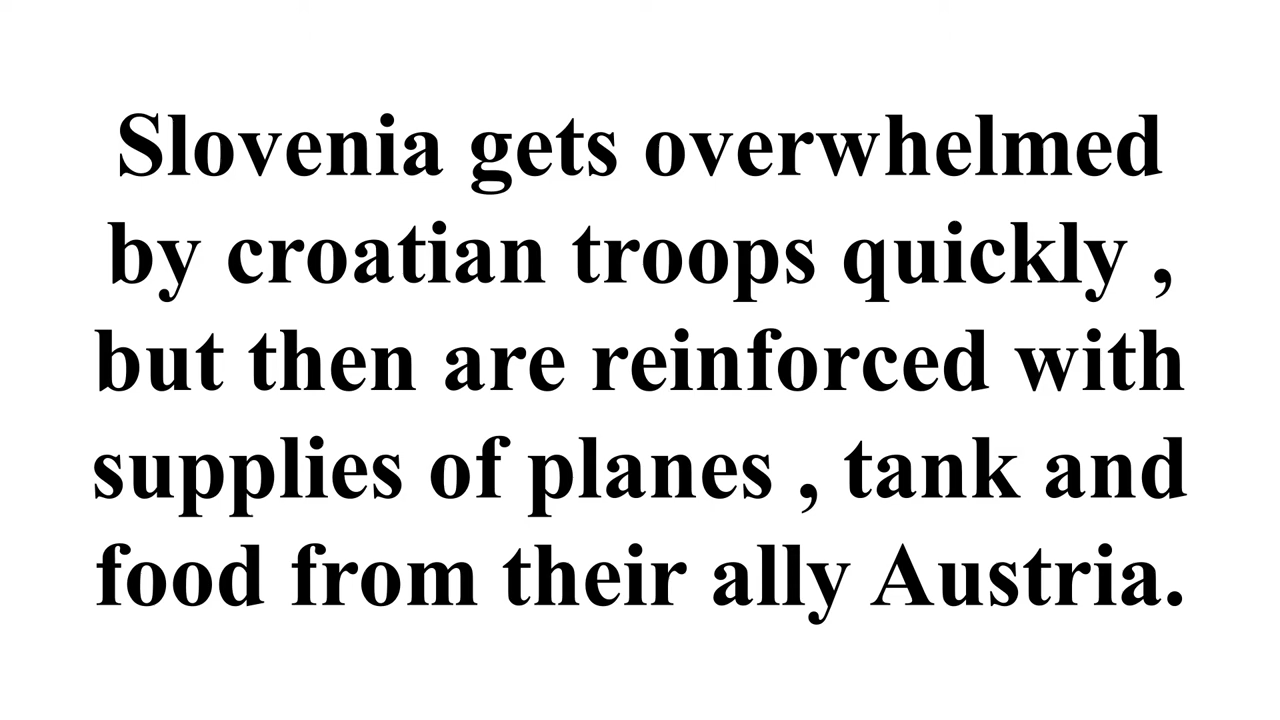 Slovenia gets overwhelmed
by croatian troops quickly ,
but then are reinforced with
supplies of planes , tank and
food from their ally Austria.